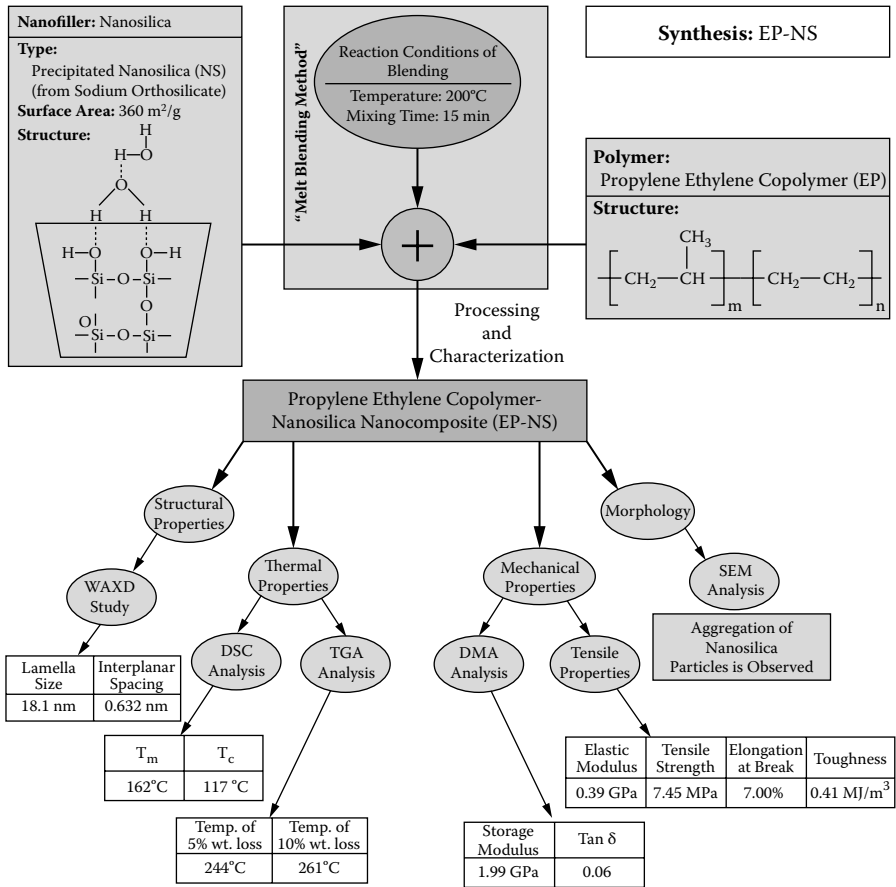 Nanofiller: Nanosilica
Type:
Precipitated Nanosilica (NS)
(from Sodium Orthosilicate)
Surface Area: 360 m²/g
Structure:
H
H–O
O
H H
H–O O–H
–Si–O–Si–
O
O
–Si–O–Si–
"Melt Blending Method"
Reaction Conditions of
Blending
Temperature: 200°C
Mixing Time: 15 min
+
Synthesis: EP-NS
Polymer:
Propylene Ethylene Copolymer (EP)
Structure:
CH₃
[CH₂–CH]m [CH₂–CH₂]n
Processing
and
Characterization
Propylene Ethylene Copolymer-
Nanosilica Nanocomposite (EP-NS)
Structural
Properties
WAXD
Study
Lamella Size
Interplanar Spacing
18.1 nm
0.632 nm
Thermal
Properties
DSC
Analysis
Tm Tc
162°C 117 °C
TGA
Analysis
Temp. of 5% wt. loss
Temp. of 10% wt. loss
244°C 261°C
Mechanical
Properties
DMA
Analysis
Storage Modulus
Tan δ
1.99 GPa 0.06
Tensile
Properties
Elastic Modulus
Tensile Strength
Elongation at Break
Toughness
0.39 GPa 7.45 MPa 7.00% 0.41 MJ/m³
Morphology
SEM
Analysis
Aggregation of
Nanosilica
Particles is Observed